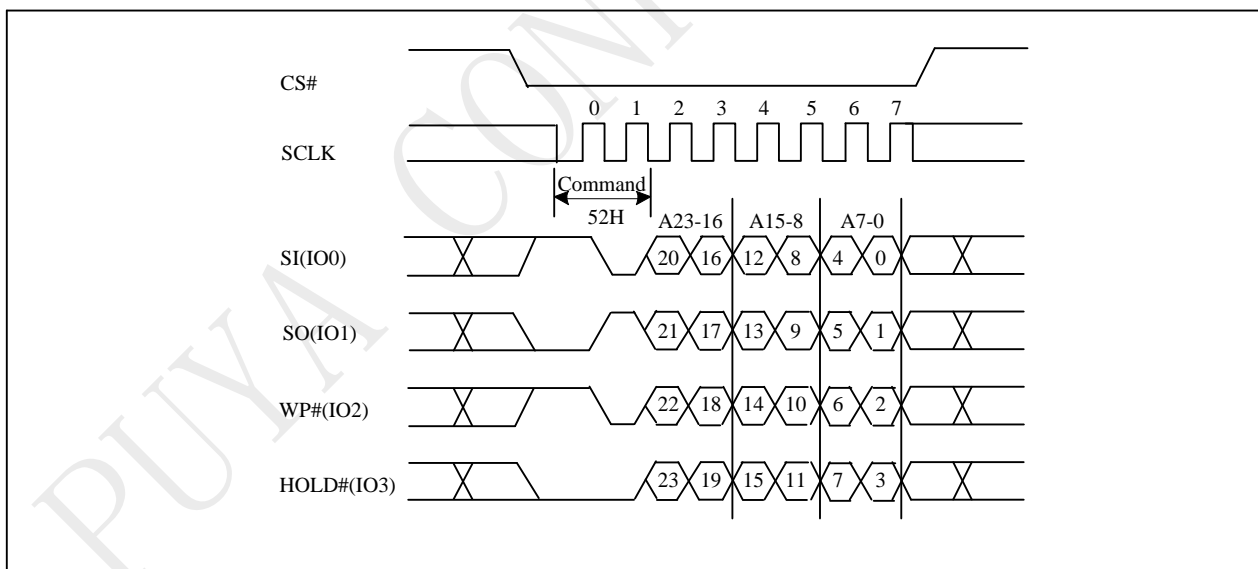 CS#
0 1 2 3 4 5 6 7
SCLK
Command
52H
A23-16 A15-8 A7-0
SI(IO0)
20 16 12 8 4 0
SO(IO1)
21 17 13 9 5 1
WP#(IO2)
22 18 14 10 6 2
HOLD#(IO3)
23 19 15 11 7 3
PUYA CONF